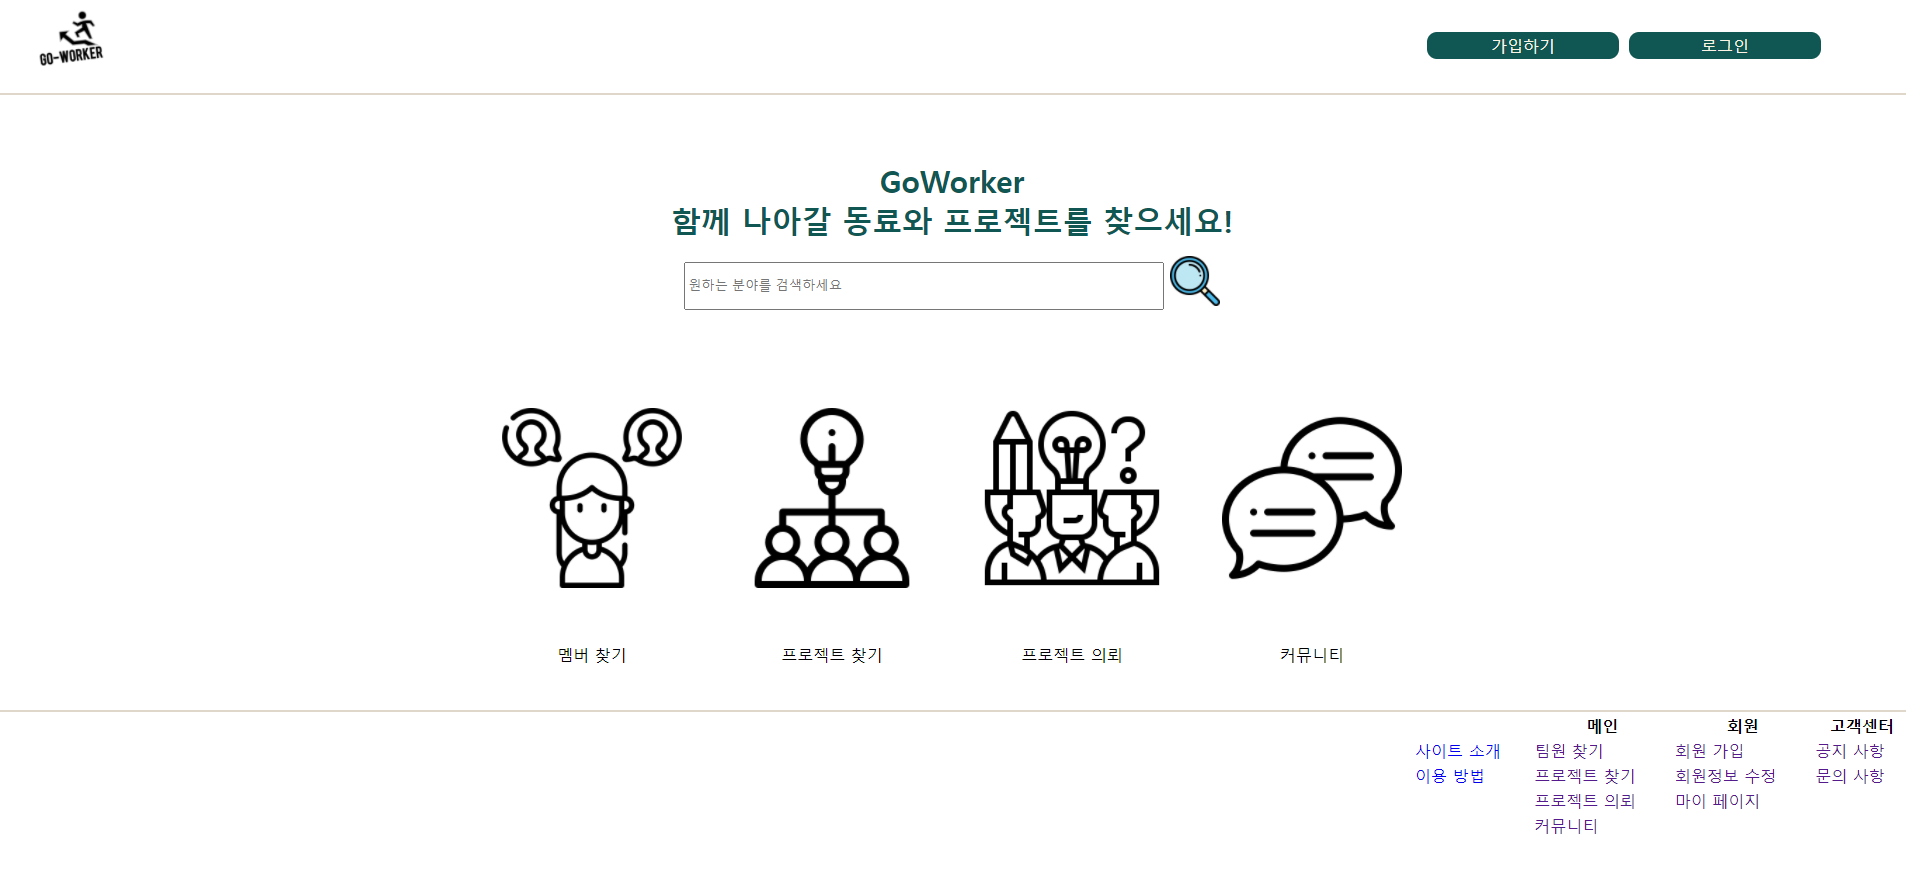 GO-WORKER
가입하기
로그인
GoWorker
함께 나아갈 동료와 프로젝트를 찾으세요!
원하는 분야를 검색하세요
멤버 찾기
프로젝트 찾기
프로젝트 의뢰
커뮤니티
사이트 소개
이용 방법
메인
팀원 찾기
프로젝트 찾기
프로젝트 의뢰
커뮤니티
회원
회원 가입
회원정보 수정
마이 페이지
고객센터
공지 사항
문의 사항